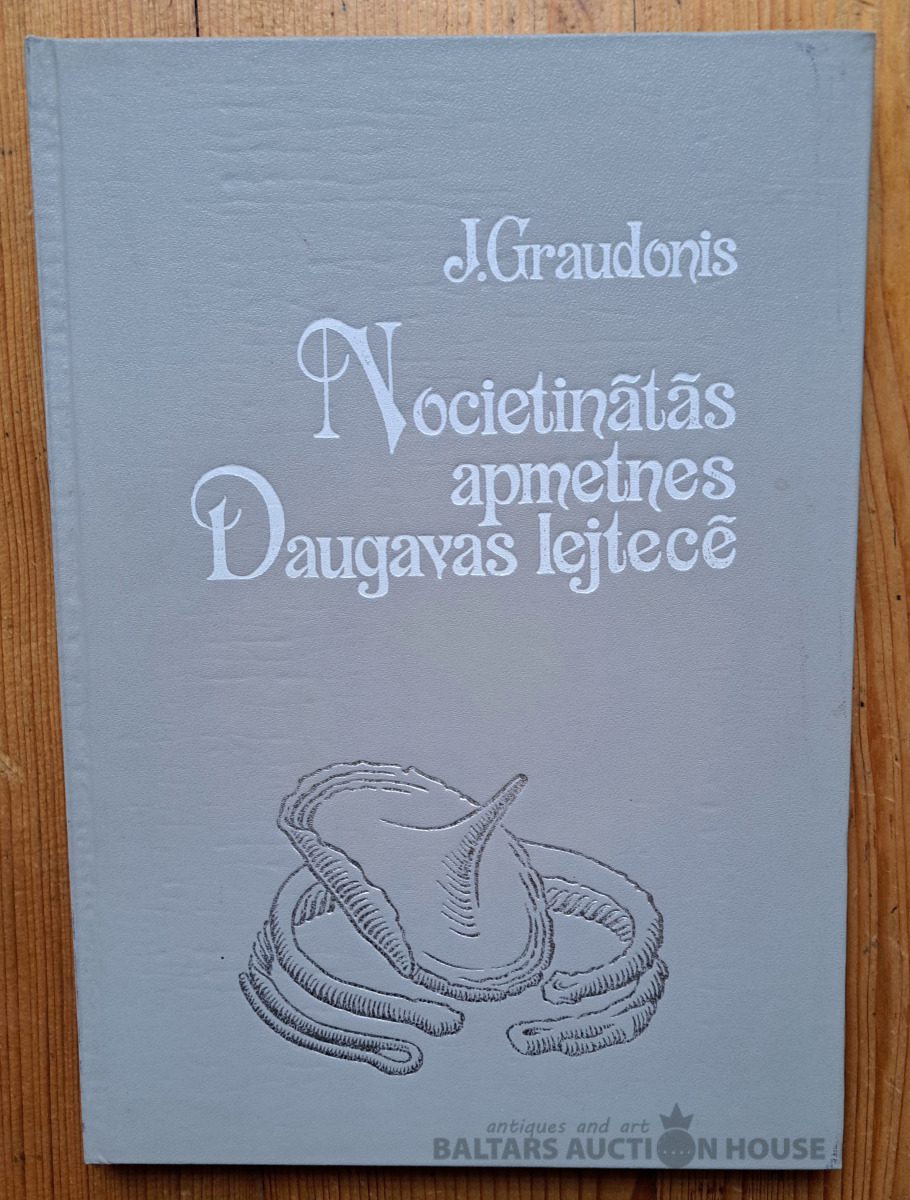 J.Graudonis
Nocietinātās
apmetnes
Daugavas lejtecē
antiques and art
BALTARS AUCTION HOUSE